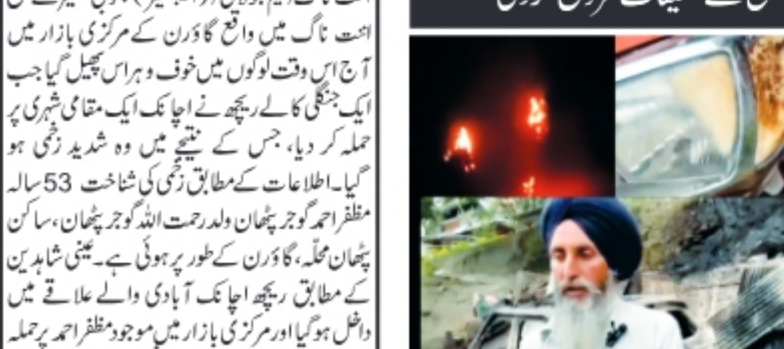 اننت ناگ میں واقع گاؤرن کے مرکزی بازار میں
آج اس وقت لوگوں میں خوف و ہراس پھیل گیا جب
ایک جنگلی کالے ریچھ نے اچانک ایک مقامی شہری پر
حملہ کر دیا، جس کے نتیجے میں وہ شدید زخمی ہو
گیا۔اطلاعات کے مطابق زخمی کی شناخت 53 سالہ
مظفر احمد گوجر پٹھان ولد رحمت اللہ گوجر پٹھان، ساکن
پٹھان محلّہ، گاؤرن کے طور پر ہوئی ہے۔عینی شاہدین
کے مطابق ریچھ اچانک آبادی والے علاقے میں
داخل ہوگیا اور مرکزی بازار میں موجود مظفر احمد پر حملہ